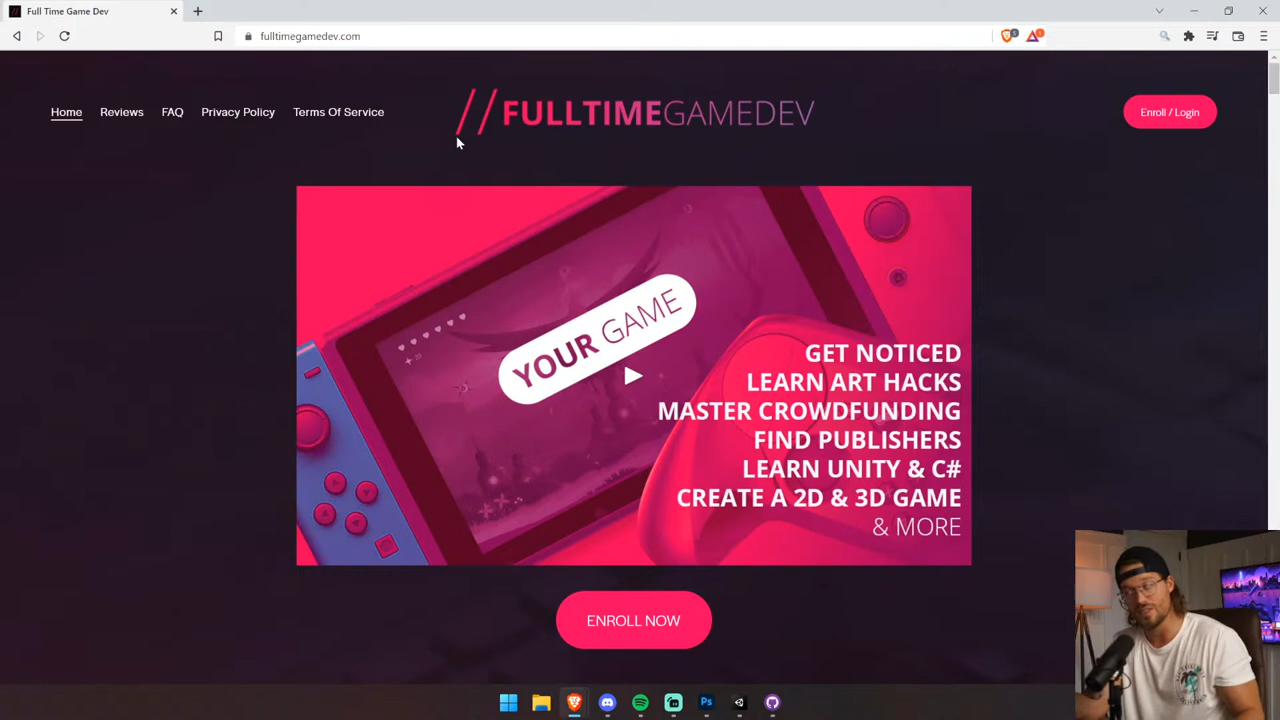 Full Time Game Dev
fulltimegamedev.com
Home Reviews FAQ Privacy Policy Terms Of Service
//FULLTIMEGAMEDEV
Enroll / Login
YOUR GAME
GET NOTICED
LEARN ART HACKS
MASTER CROWDFUNDING
FIND PUBLISHERS
LEARN UNITY & C#
CREATE A 2D & 3D GAME
& MORE
ENROLL NOW
Ps